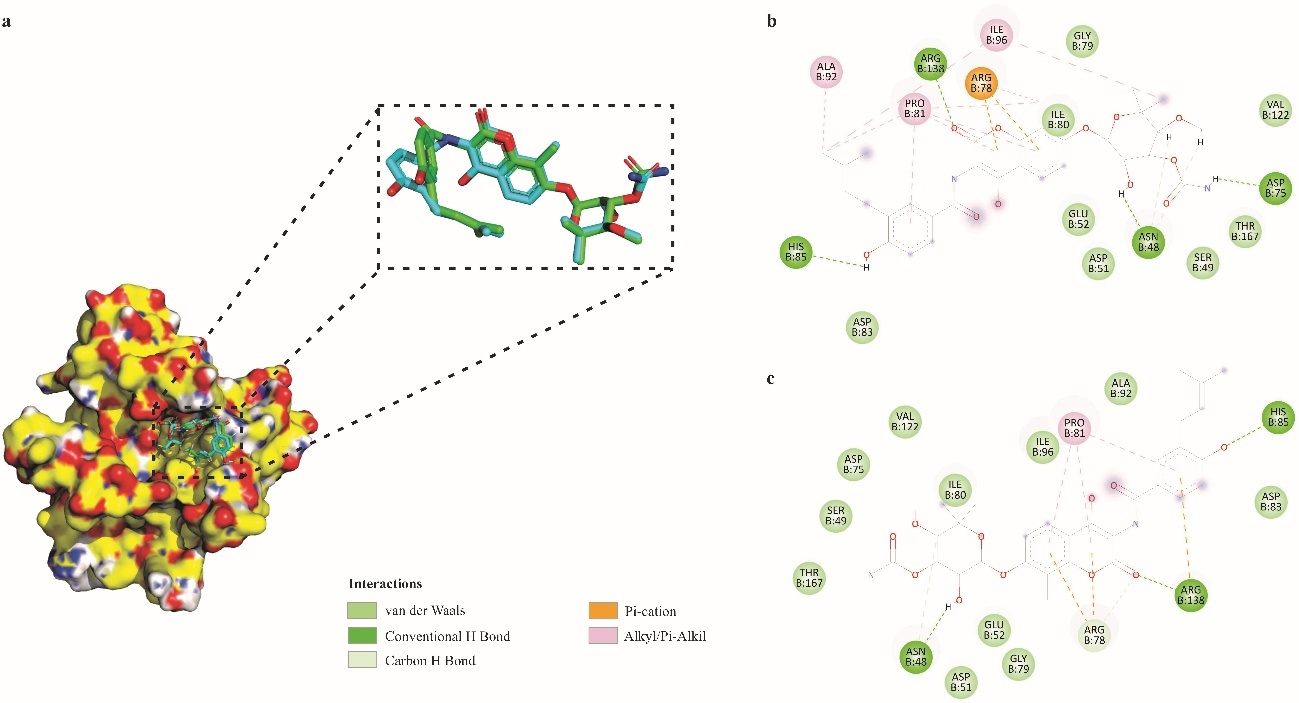 a
b
ILE
B:96
GLY
B:79
ARG
B:138
ALA
B:92
ARG
B:78
PRO
B:81
ILE
B:80
VAL
B:122
O
O
O
O
O
H
O
H
N
O
O
O
H
O
H
N
O
ASP
B:75
GLU
B:52
THR
B:167
ASN
B:48
HIS
B:85
O
H
ASP
B:51
SER
B:49
ASP
B:83
c
ALA
B:92
VAL
B:122
PRO
B:81
HIS
B:85
ILE
B:96
O
ASP
B:75
ILE
B:80
O
O
ASP
B:83
SER
B:49
O
O
O
N
N
O
O
O
O
THR
B:167
H
O
ARG
B:138
GLU
B:52
ARG
B:78
ASN
B:48
GLY
B:79
ASP
B:51
Interactions
van der Waals
Pi-cation
Conventional H Bond
Alkyl/Pi-Alkil
Carbon H Bond